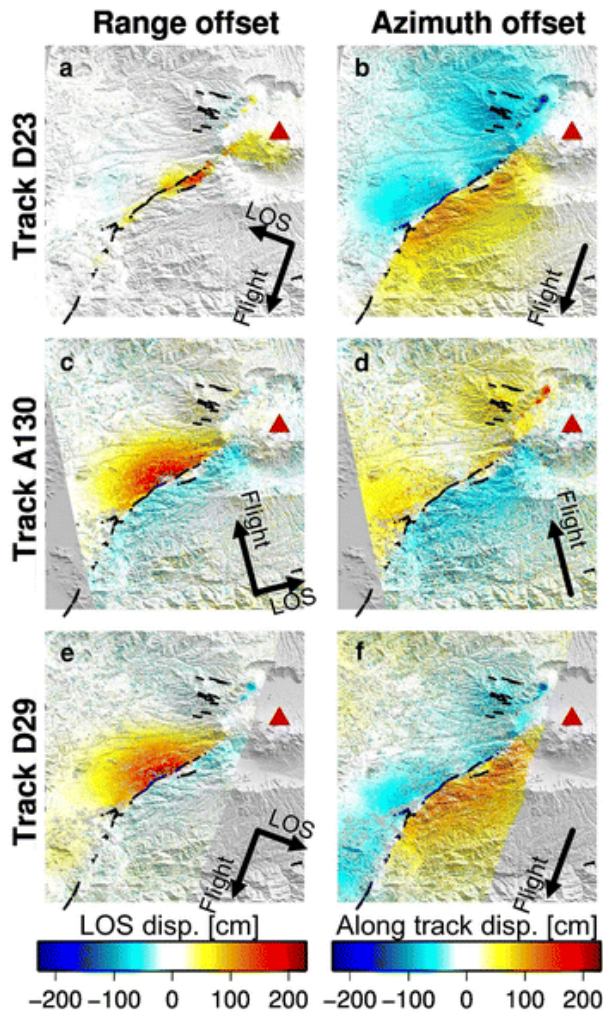 Range offset
Azimuth offset
Track D23
a
LOS
Flight
b
Flight
Track A130
c
Flight
LOS
d
Flight
Track D29
e
LOS
Flight
f
Flight
LOS disp. [cm]
−200 −100 0 100 200
Along track disp. [cm]
−200 −100 0 100 200